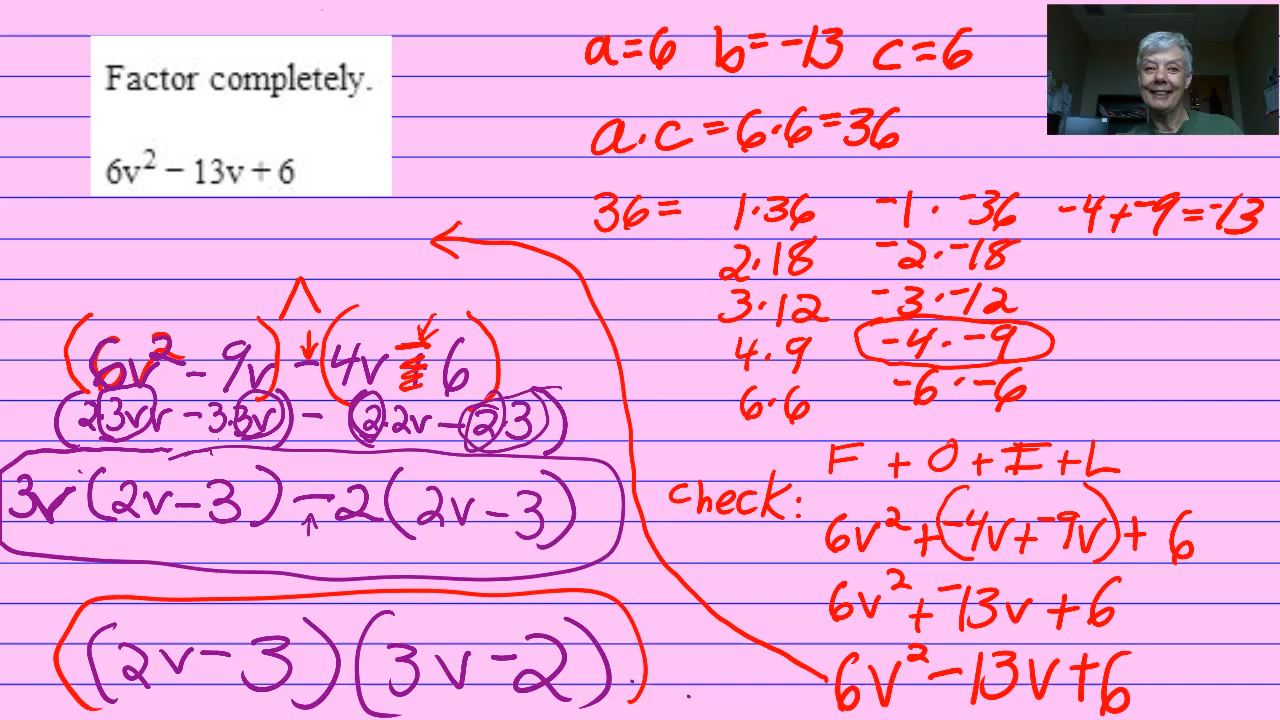 Factor completely.
6v² − 13v + 6
a=6 b=-13 c=6
a·c=6·6=36
36= 1·36 -1·-36 -4+-9=-13
2·18 -2·-18
3·12 -3·-12
4·9 -4·-9
6·6 -6·-6
(6v²-9v)-(4v-6)
(2·3vv-3·3v)-(2·2v-2·3)
3v(2v-3)-2(2v-3)
(2v-3)(3v-2)
F+O+I+L
check:
6v²+(-4v+-9v)+6
6v²+-13v+6
6v²-13v+6